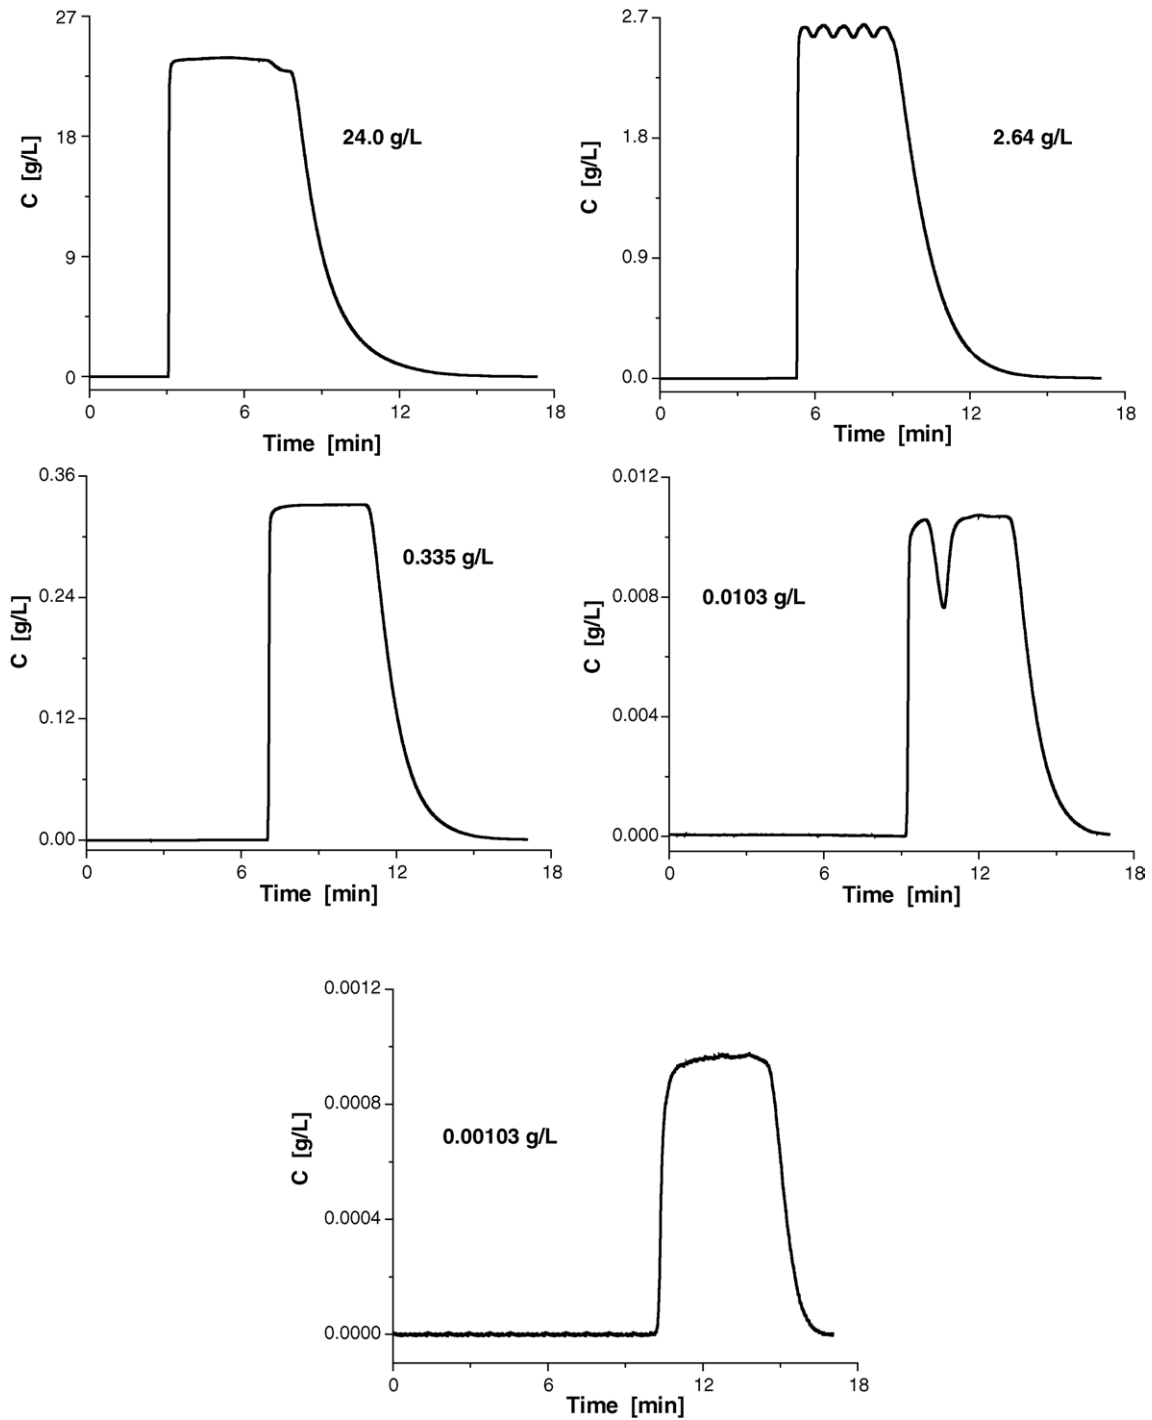 27
18
9
0
C [g/L]
24.0 g/L
0 6 12 18
Time [min]
2.7
1.8
0.9
0.0
C [g/L]
2.64 g/L
0 6 12 18
Time [min]
0.36
0.24
0.12
0.00
C [g/L]
0.335 g/L
0 6 12 18
Time [min]
0.012
0.008
0.004
0.000
C [g/L]
0.0103 g/L
0 6 12 18
Time [min]
0.0012
0.0008
0.0004
0.0000
C [g/L]
0.00103 g/L
0 6 12 18
Time [min]